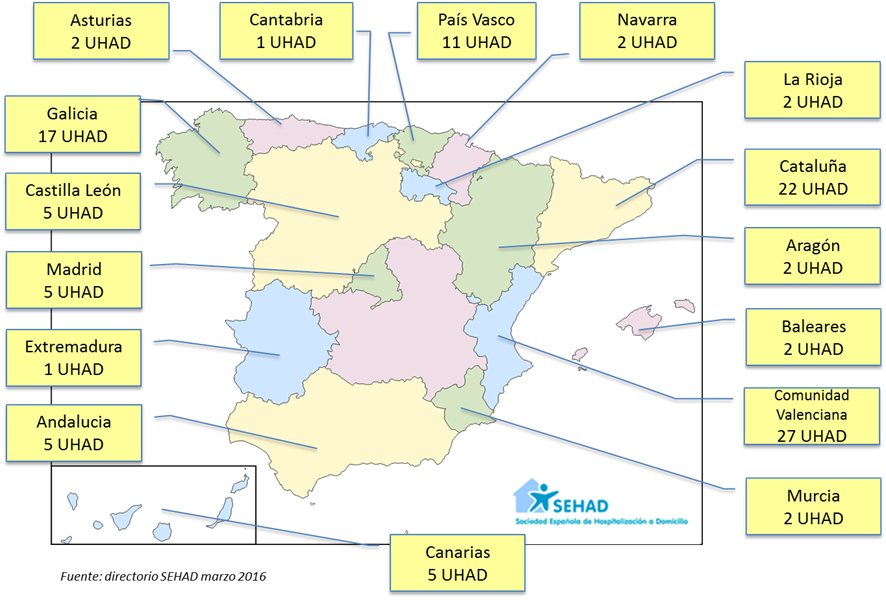 Asturias
2 UHAD
Cantabria
1 UHAD
País Vasco
11 UHAD
Navarra
2 UHAD
La Rioja
2 UHAD
Galicia
17 UHAD
Cataluña
22 UHAD
Castilla León
5 UHAD
Aragón
2 UHAD
Madrid
5 UHAD
Baleares
2 UHAD
Extremadura
1 UHAD
Comunidad
Valenciana
27 UHAD
Andalucia
5 UHAD
Murcia
2 UHAD
SEHAD
Sociedad Española de Hospitalización a Domicilio
Canarias
5 UHAD
Fuente: directorio SEHAD marzo 2016